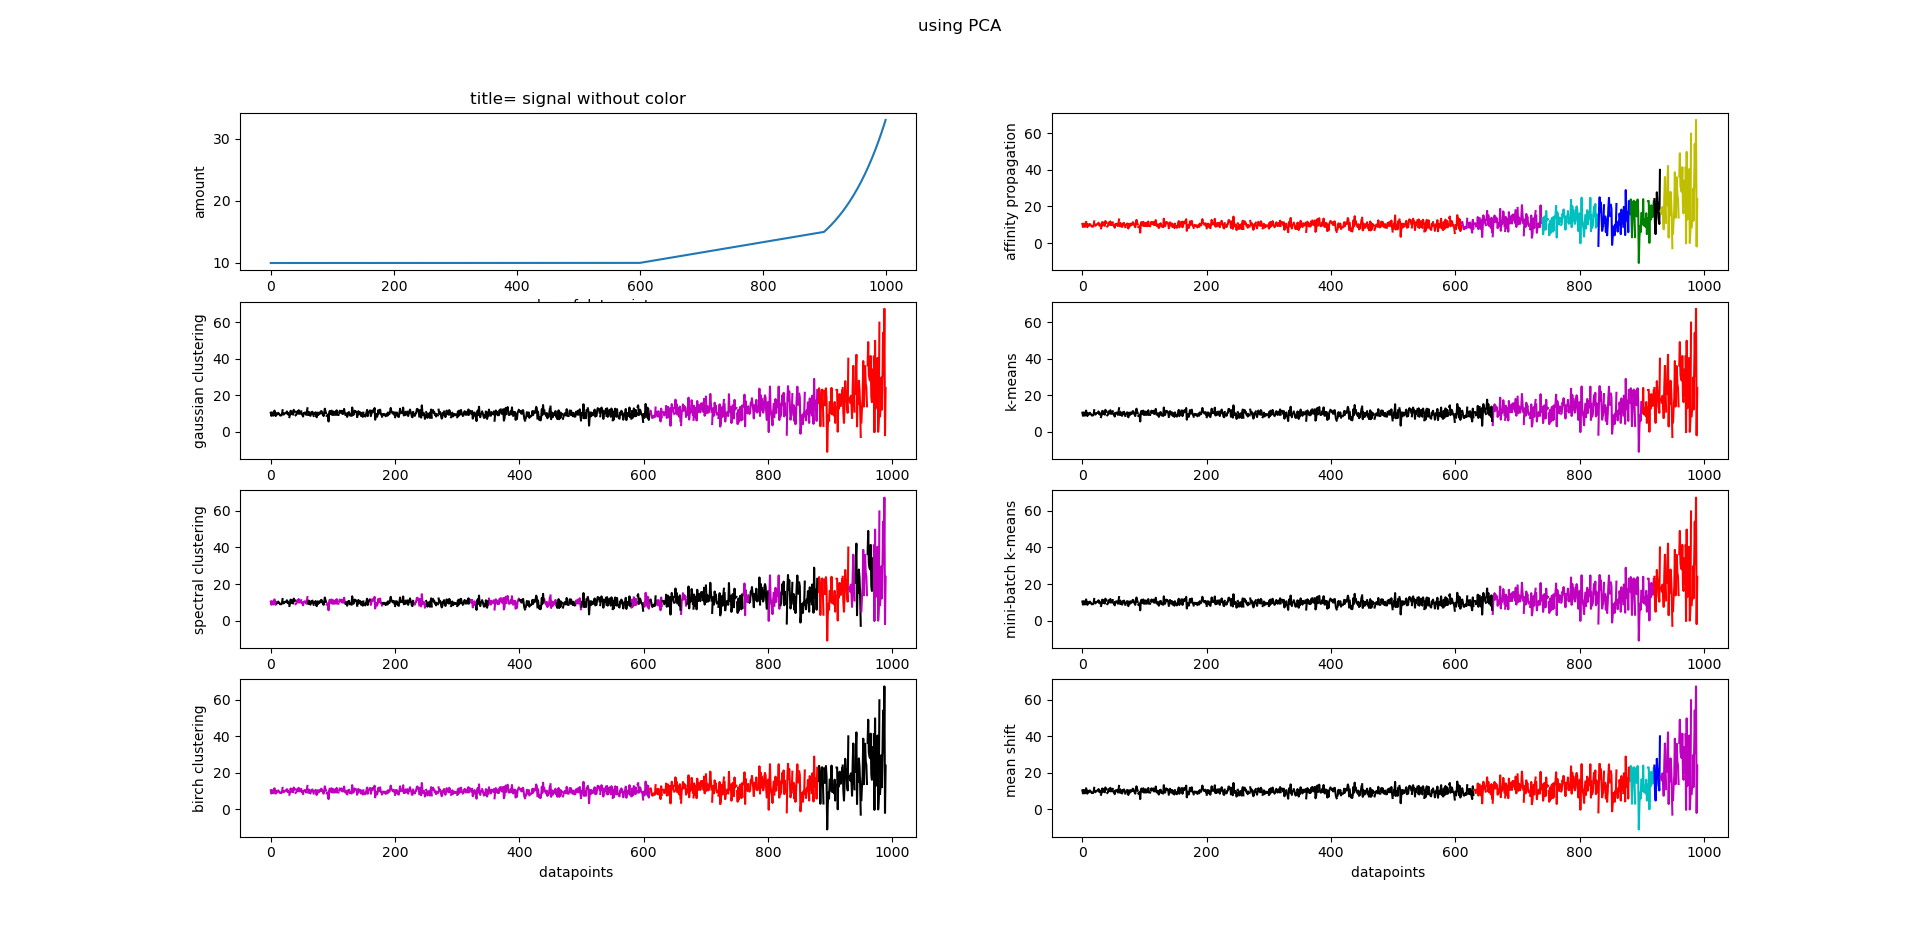 using PCA
title= signal without color
amount
30
20
10
0 200 400 600 800 1000
affinity propagation
60
40
20
0
0 200 400 600 800 1000
gaussian clustering
60
40
20
0
0 200 400 600 800 1000
k-means
60
40
20
0
0 200 400 600 800 1000
spectral clustering
60
40
20
0
0 200 400 600 800 1000
mini-batch k-means
60
40
20
0
0 200 400 600 800 1000
birch clustering
60
40
20
0
0 200 400 600 800 1000
datapoints
mean shift
60
40
20
0
0 200 400 600 800 1000
datapoints